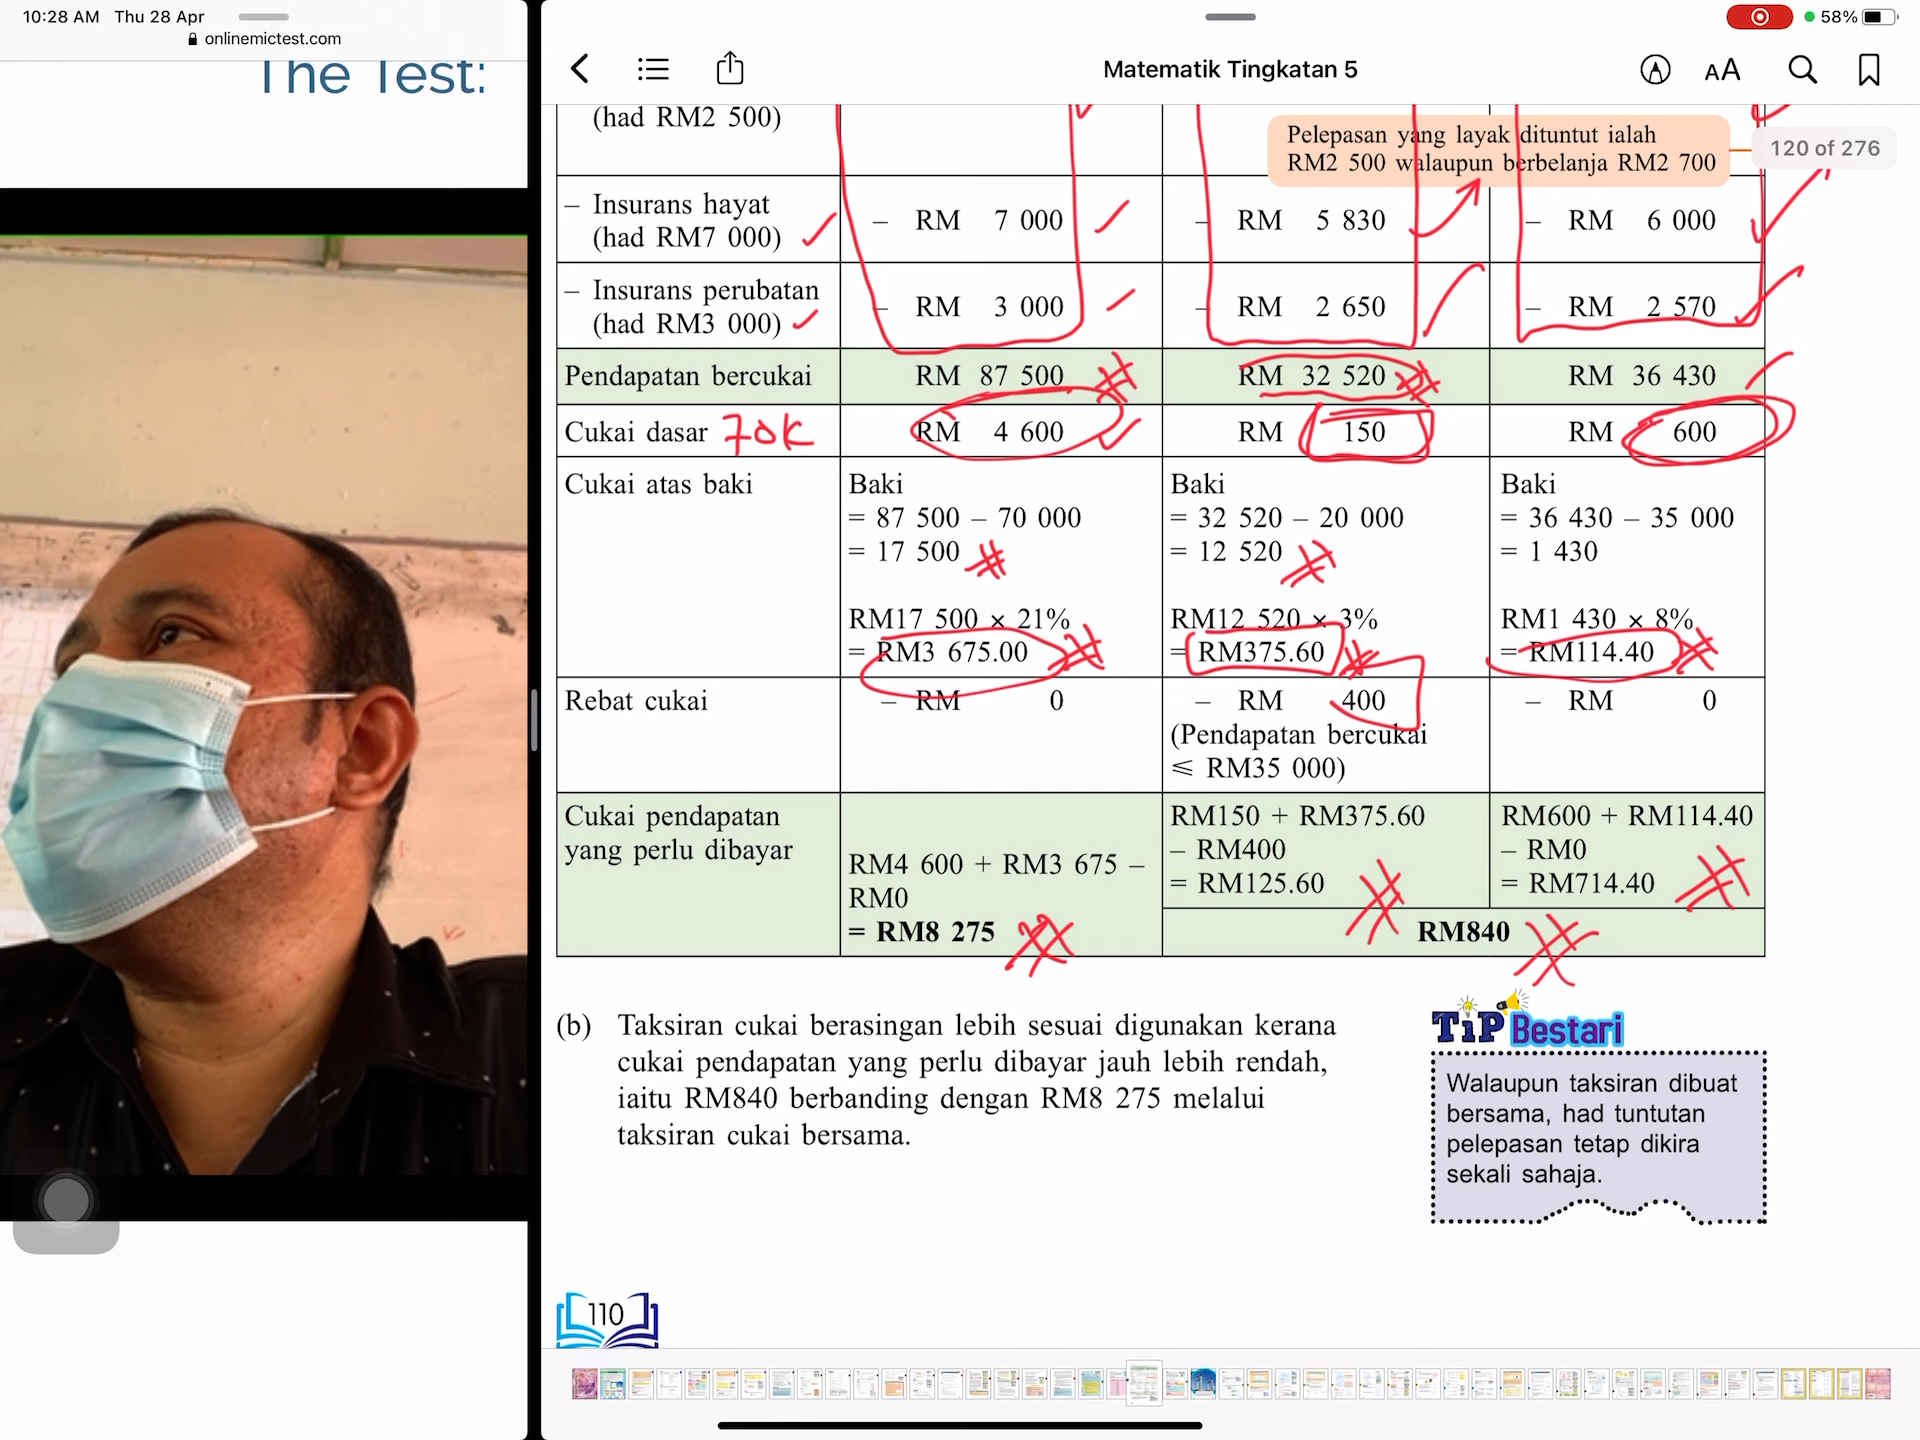 10:28 AM Thu 28 Apr
onlinemictest.com
The Test:
58%
Matematik Tingkatan 5
AA
120 of 276
(had RM2 500)
Pelepasan yang layak dituntut ialah
RM2 500 walaupun berbelanja RM2 700
– Insurans hayat
(had RM7 000)
– RM 7 000
– RM 5 830
– RM 6 000
– Insurans perubatan
(had RM3 000)
– RM 3 000
– RM 2 650
– RM 2 570
Pendapatan bercukai
RM 87 500
RM 32 520
RM 36 430
Cukai dasar 70K
RM 4 600
RM 150
RM 600
Cukai atas baki
Baki
= 87 500 – 70 000
= 17 500
RM17 500 × 21%
= RM3 675.00
Baki
= 32 520 – 20 000
= 12 520
RM12 520 × 3%
= RM375.60
Baki
= 36 430 – 35 000
= 1 430
RM1 430 × 8%
= RM114.40
Rebat cukai
– RM 0
– RM 400
(Pendapatan bercukai
≤ RM35 000)
– RM 0
Cukai pendapatan
yang perlu dibayar
RM4 600 + RM3 675 –
RM0
= RM8 275
RM150 + RM375.60
– RM400
= RM125.60
RM600 + RM114.40
– RM0
= RM714.40
RM840
(b) Taksiran cukai berasingan lebih sesuai digunakan kerana
cukai pendapatan yang perlu dibayar jauh lebih rendah,
iaitu RM840 berbanding dengan RM8 275 melalui
taksiran cukai bersama.
TiP Bestari
Walaupun taksiran dibuat
bersama, had tuntutan
pelepasan tetap dikira
sekali sahaja.
110